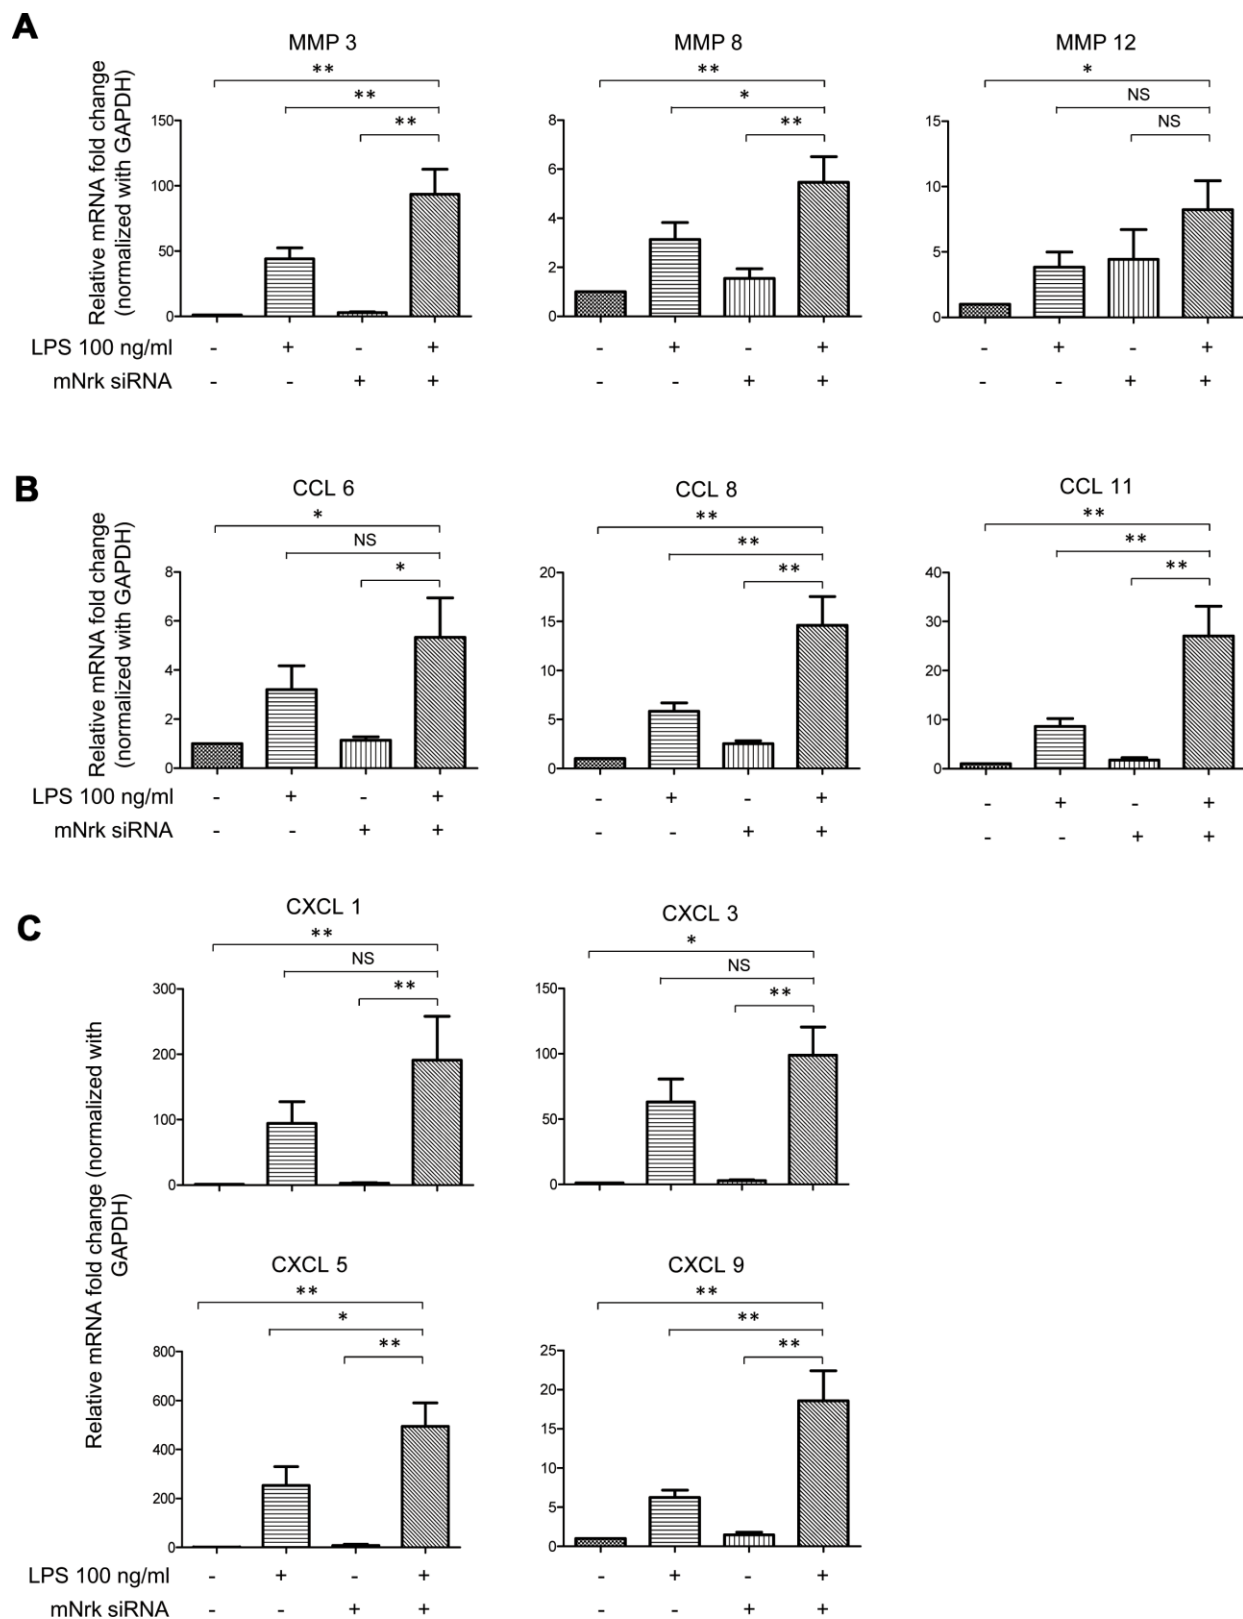 A
MMP 3
MMP 8
MMP 12
** ** *
** * NS
** ** NS
Relative mRNA fold change
(normalized with GAPDH)
150 8 15
100 6 10
50 4 5
0 2 0
0
LPS 100 ng/ml - + - + - + - + - + - +
mNrk siRNA - - + + - - + + - - + +
B
CCL 6
CCL 8
CCL 11
* ** **
NS ** **
* ** **
Relative mRNA fold change
(normalized with GAPDH)
8 20 40
6 15 30
4 10 20
2 5 10
0 0 0
LPS 100 ng/ml - + - + - + - + - + - +
mNrk siRNA - - + + - - + + - - + +
C
CXCL 1
CXCL 3
** *
NS NS
** **
Relative mRNA fold change (normalized with
GAPDH)
300 150
200 100
100 50
0 0
CXCL 5
CXCL 9
** **
* **
** **
800 25
600 20
400 15
200 10
0 5
0
LPS 100 ng/ml - + - + - + - +
mNrk siRNA - - + + - - + +